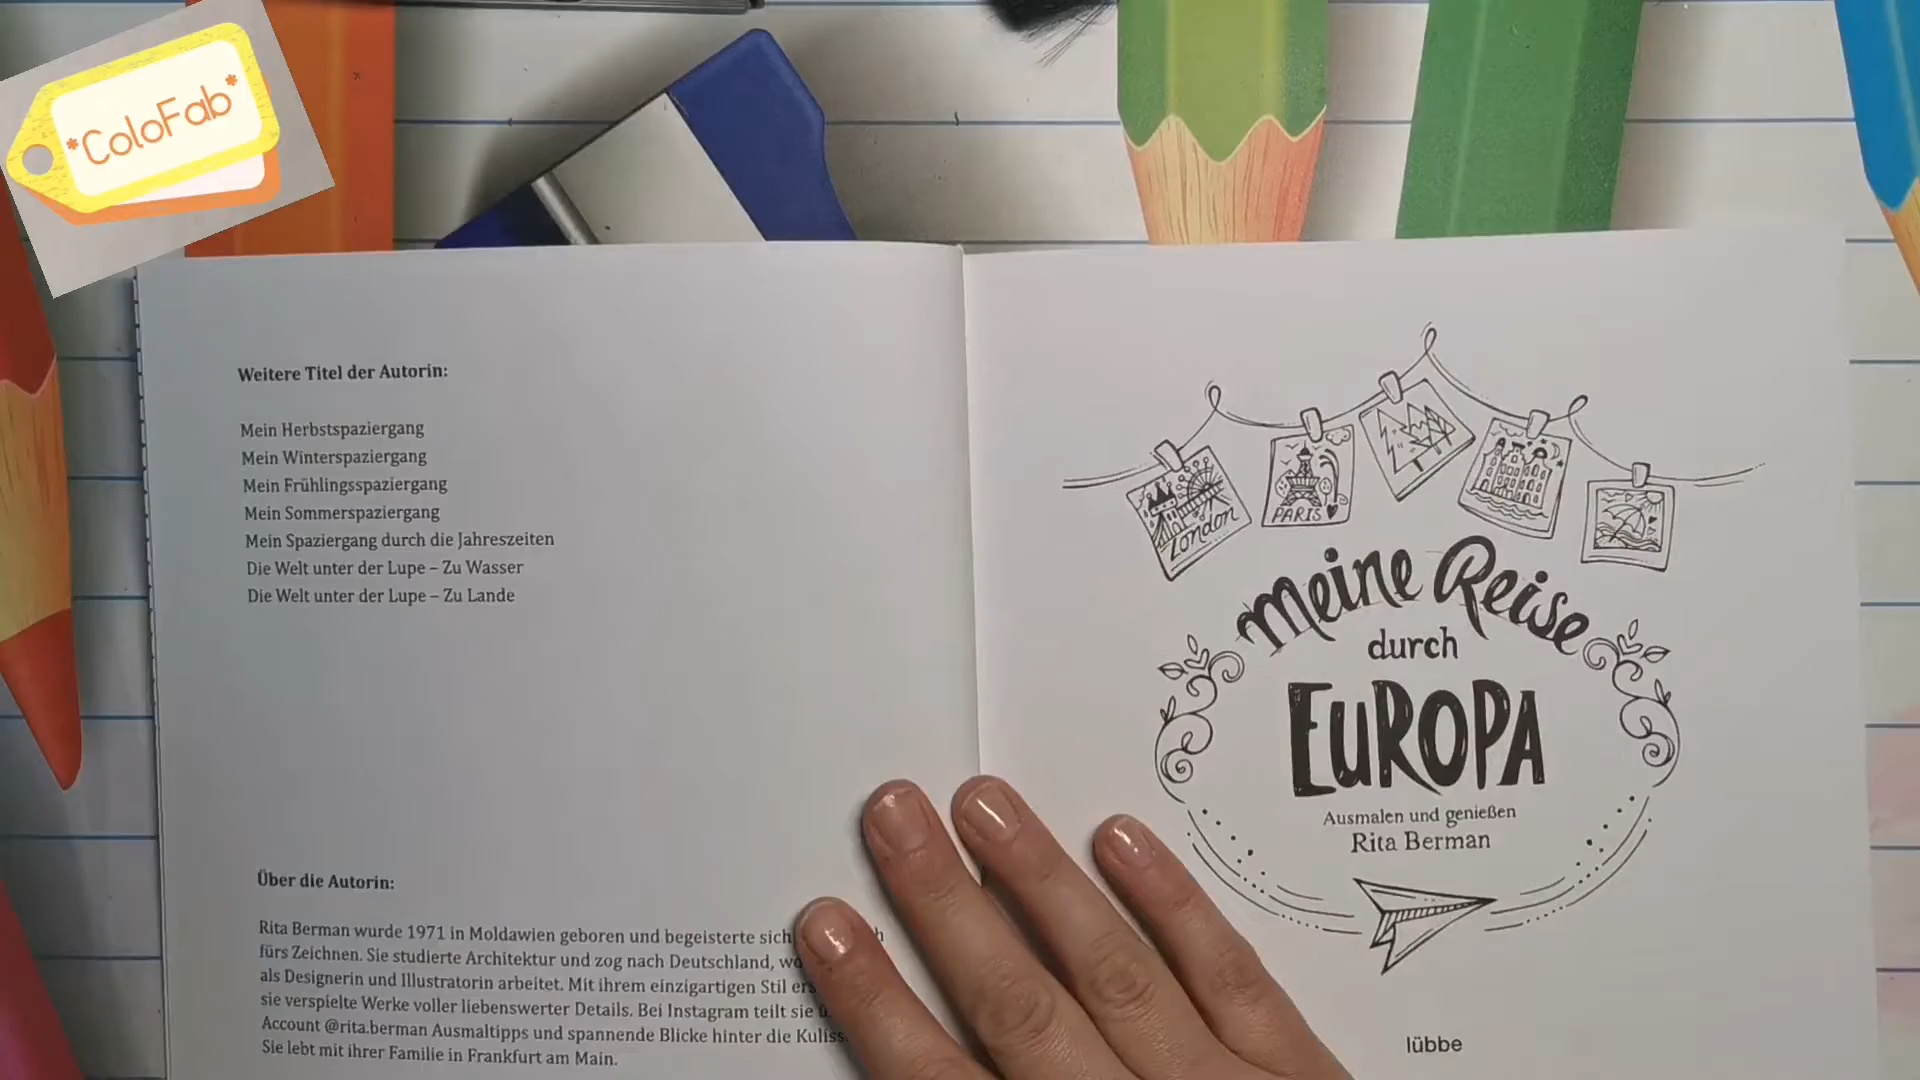 *ColoFab*
Weitere Titel der Autorin:
Mein Herbstspaziergang
Mein Winterspaziergang
Mein Frühlingsspaziergang
Mein Sommerspaziergang
Mein Spaziergang durch die Jahreszeiten
Die Welt unter der Lupe – Zu Wasser
Die Welt unter der Lupe – Zu Lande
Über die Autorin:
Rita Berman wurde 1971 in Moldawien geboren und begeisterte sich
fürs Zeichnen. Sie studierte Architektur und zog nach Deutschland,
als Designerin und Illustratorin arbeitet. Mit ihrem einzigartigen Stil
sie verspielte Werke voller liebenswerter Details. Bei Instagram teilt sie
Account @rita.berman Ausmaltipps und spannende Blicke hinter die
Sie lebt mit ihrer Familie in Frankfurt am Main.
London
PARIS
Meine Reise
durch
EUROPA
Ausmalen und genießen
Rita Berman
lübbe